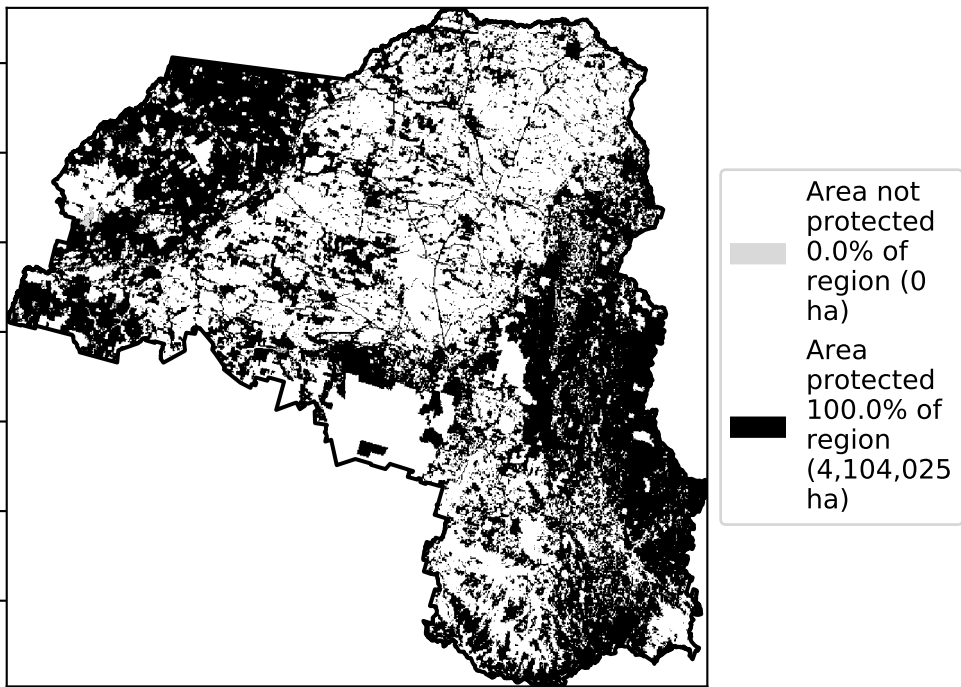 Area not
protected
0.0% of
region (0
ha)
Area
protected
100.0% of
region
(4,104,025
ha)